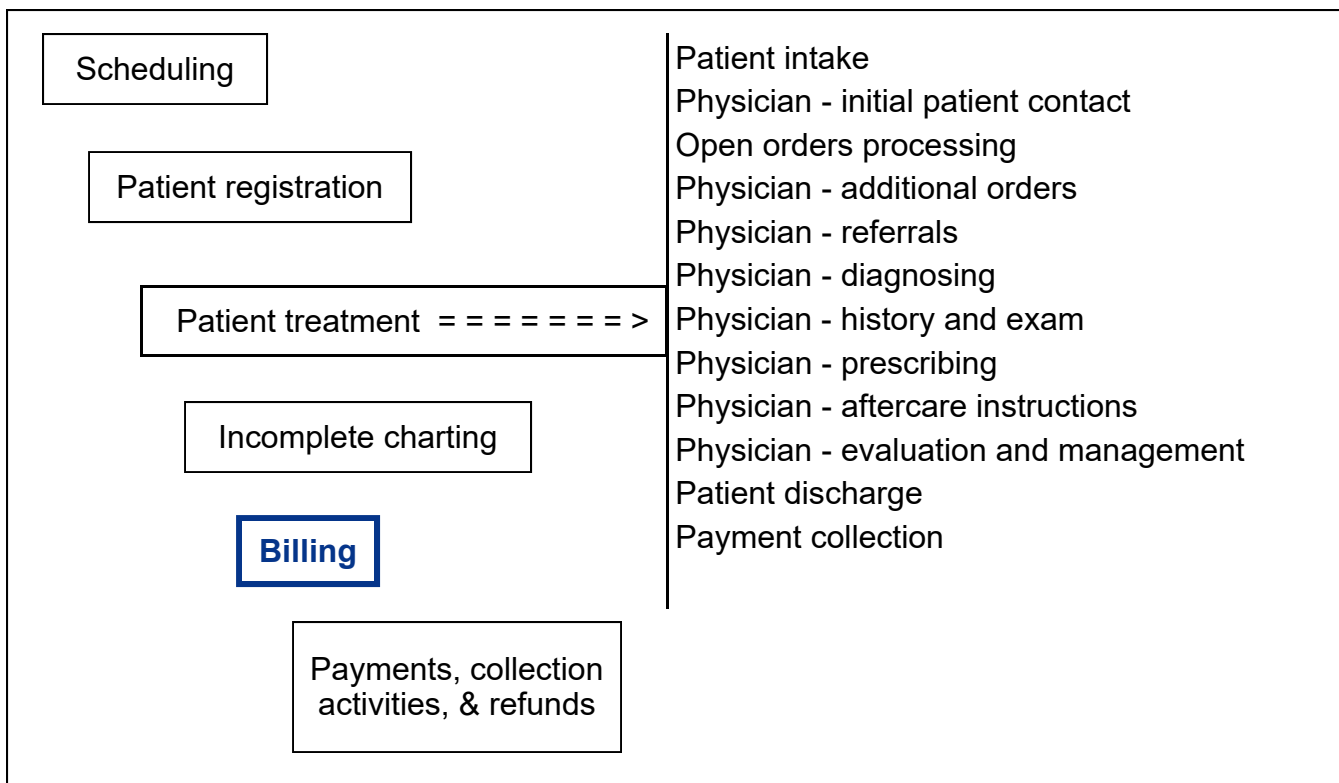 Scheduling
Patient registration
Patient treatment = = = = = = = >
Incomplete charting
Billing
Payments, collection
activities, & refunds
Patient intake
Physician - initial patient contact
Open orders processing
Physician - additional orders
Physician - referrals
Physician - diagnosing
Physician - history and exam
Physician - prescribing
Physician - aftercare instructions
Physician - evaluation and management
Patient discharge
Payment collection